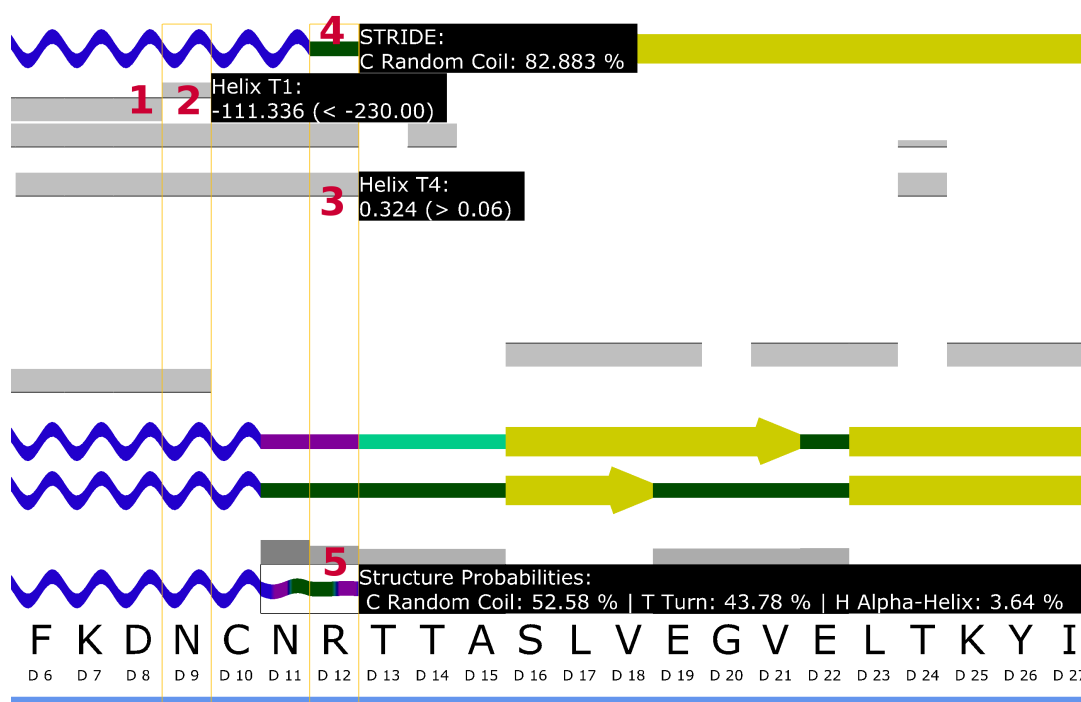 4
STRIDE:
C Random Coil: 82.883 %
1 2
Helix T1:
-111.336 (< -230.00)
3
Helix T4:
0.324 (> 0.06)
5
Structure Probabilities:
C Random Coil: 52.58 % | T Turn: 43.78 % | H Alpha-Helix: 3.64 %
F K D N C N R T T A S L V E G V E L T K Y I
D 6 D 7 D 8 D 9 D 10 D 11 D 12 D 13 D 14 D 15 D 16 D 17 D 18 D 19 D 20 D 21 D 22 D 23 D 24 D 25 D 26 D 27